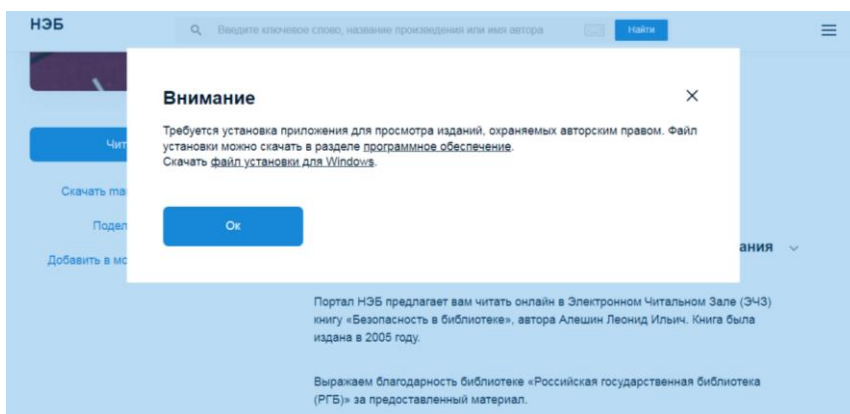 НЭБ
Введите ключевое слово, название произведения или имя автора
Найти
Внимание
Требуется установка приложения для просмотра изданий, охраняемых авторским правом. Файл
установки можно скачать в разделе программное обеспечение.
Скачать файл установки для Windows.
Чит
Скачать ma
Ок
Подел
Добавить в мо
ания
Портал НЭБ предлагает вам читать онлайн в Электронном Читальном Зале (ЭЧЗ)
книгу «Безопасность в библиотеке», автора Алешин Леонид Ильич. Книга была
издана в 2005 году.
Выражаем благодарность библиотеке «Российская государственная библиотека
(РГБ)» за предоставленный материал.